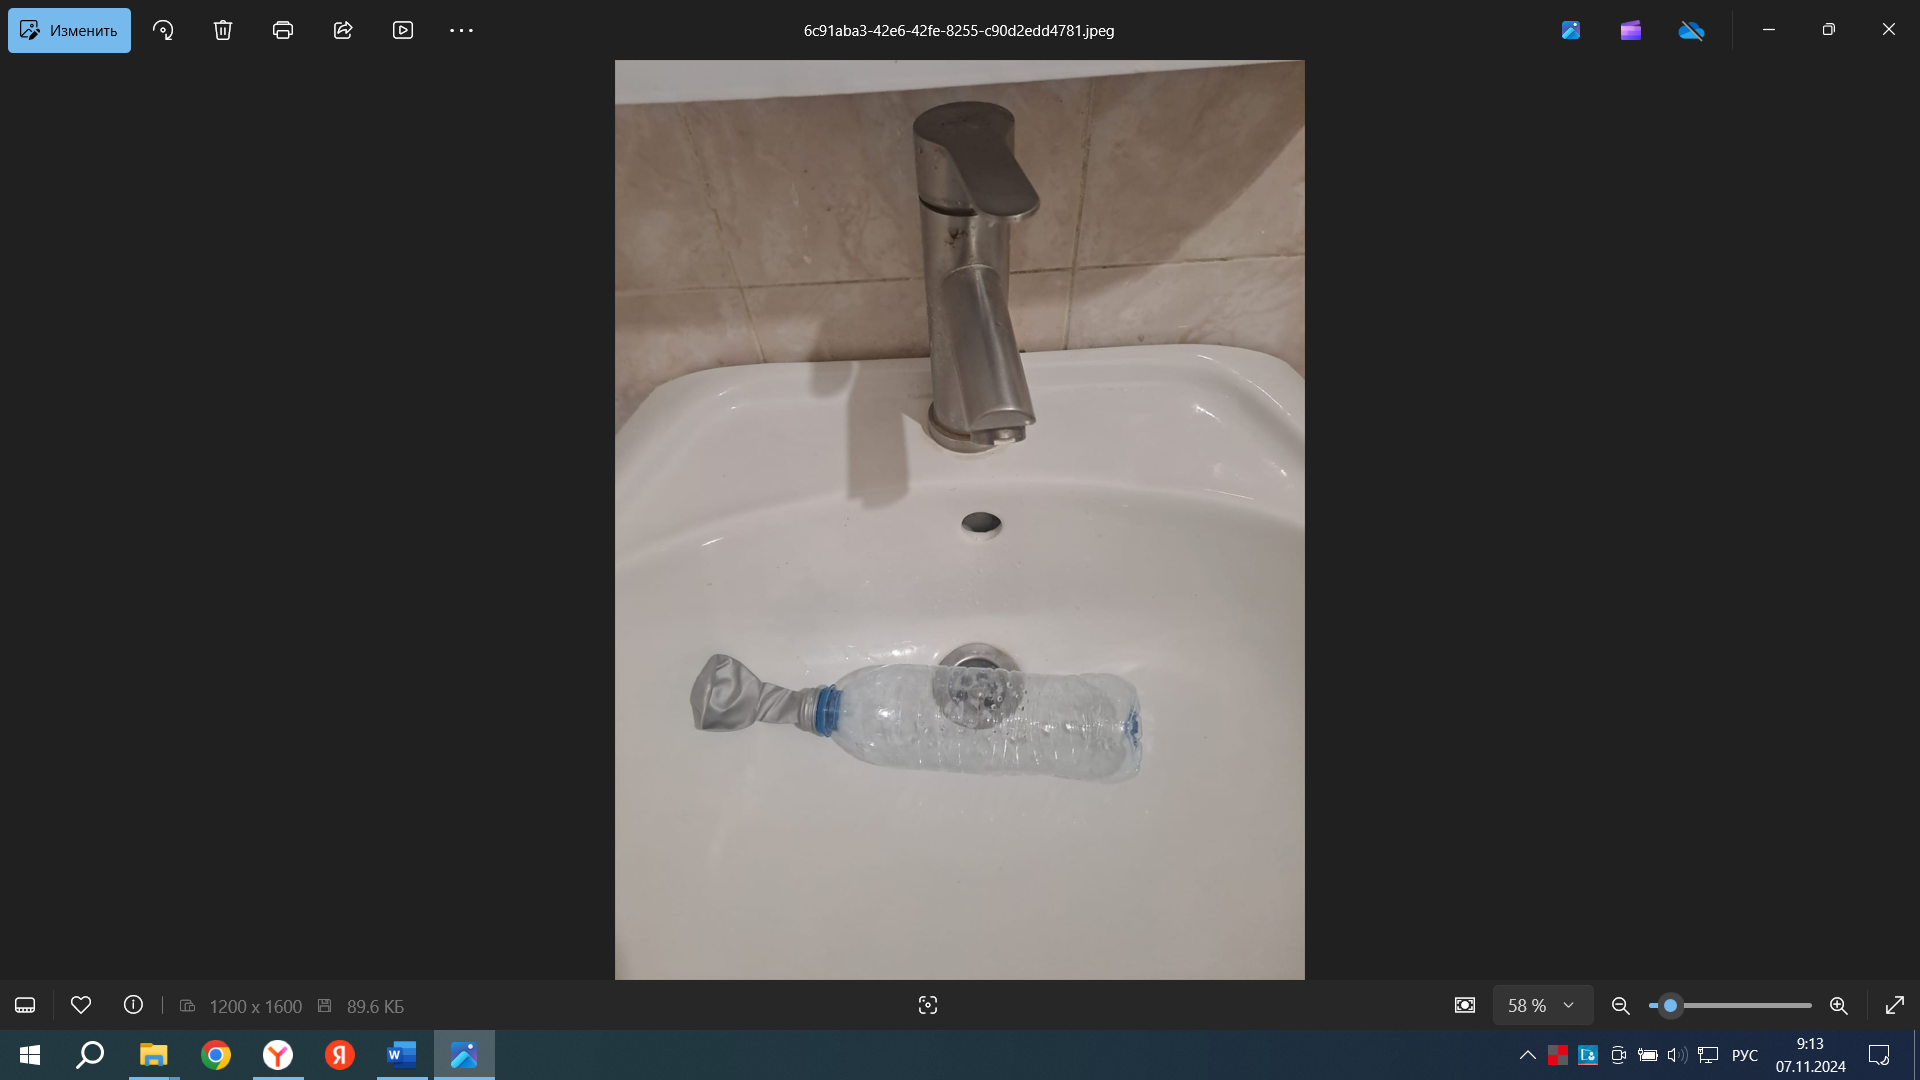 Изменить
6c91aba3-42e6-42fe-8255-c90d2edd4781.jpeg
1200 x 1600
89.6 КБ
58 %
РУС
9:13
07.11.2024